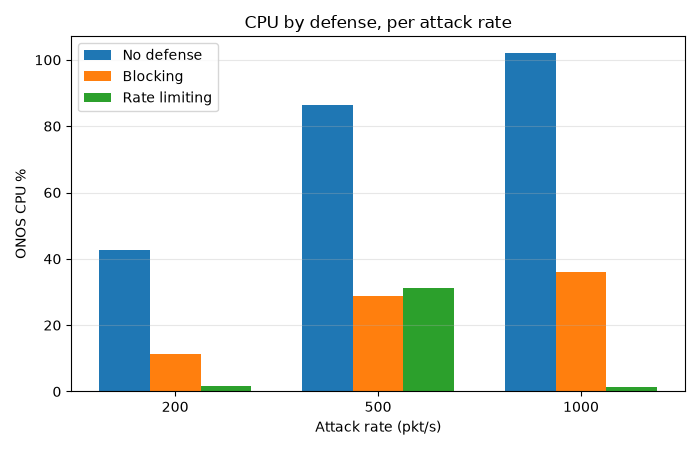 CPU by defense, per attack rate
No defense
Blocking
Rate limiting
100
80
60
40
20
0
ONOS CPU %
200 500 1000
Attack rate (pkt/s)